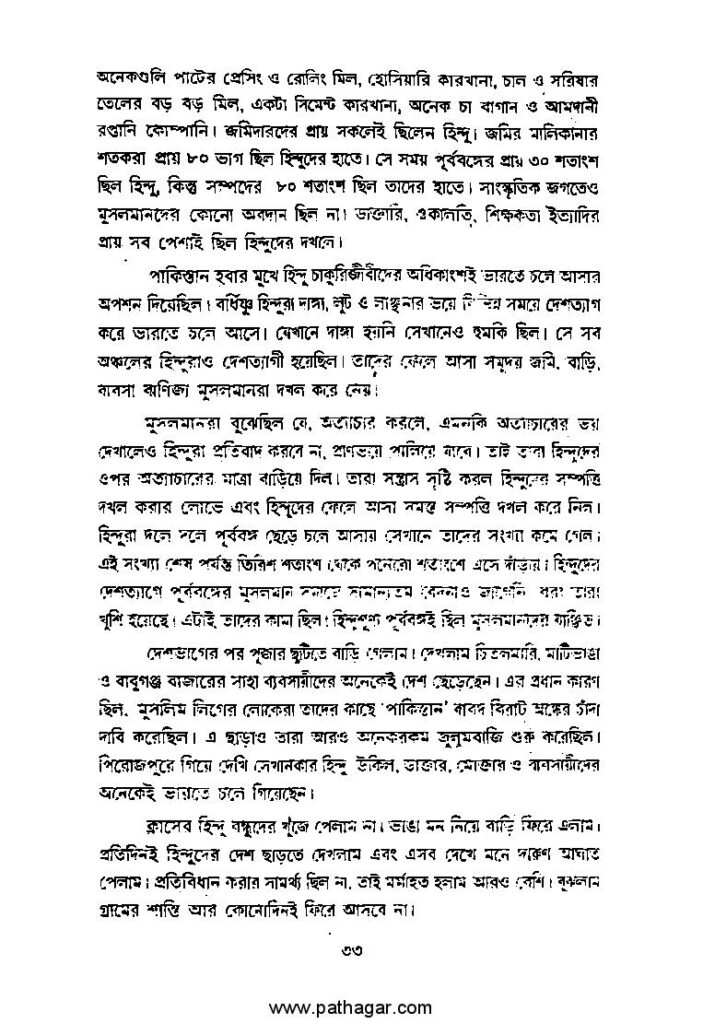 অনেকগুলি পাটের প্রেসিং ও রোলিং মিল, হোসিয়ারি কারখানা, চাল ও সরিষার
তেলের বড় বড় মিল, একটা সিমেন্ট কারখানা, অনেক চা বাগান ও আমদানী
রপ্তানি কোম্পানি। জমিদারদের প্রায় সকলেই ছিলেন হিন্দু। জমির মালিকানার
শতকরা প্রায় ৮০ ভাগ ছিল হিন্দুদের হাতে। সে সময় পূর্ববঙ্গের প্রায় ৩০ শতাংশ
ছিল হিন্দু, কিন্তু সম্পদের ৮০ শতাংশ ছিল তাদের হাতে। সাংস্কৃতিক জগতেও
মুসলমানদের কোনো অবদান ছিল না। ডাক্তারি, ওকালতি, শিক্ষকতা ইত্যাদির
প্রায় সব পেশাই ছিল হিন্দুদের দখলে।
পাকিস্তান হবার মুখে হিন্দু চাকুরিজীবীদের অধিকাংশই ভারতে চলে আসার
অপশন দিয়েছিল। বর্ধিষ্ণু হিন্দুরা দাঙ্গা, লুট ও লাঞ্ছনার ভয়ে বিভিন্ন সময়ে দেশত্যাগ
করে ভারতে চলে আসে। যেখানে দাঙ্গা হয়নি সেখানেও হুমকি ছিল। সে সব
অঞ্চলের হিন্দুরাও দেশত্যাগী হয়েছিল। তাদের ফেলে আসা সমুদয় জমি, বাড়ি,
ব্যবসা বাণিজ্য মুসলমানরা দখল করে নেয়।
মুসলমানরা বুঝেছিল যে, অত্যাচার করলে, এমনকি অত্যাচারের ভয়
দেখালেও হিন্দুরা প্রতিবাদ করবে না, প্রাণভয়ে পালিয়ে যাবে। তাই তারা হিন্দুদের
ওপর অত্যাচারের মাত্রা বাড়িয়ে দিল। তারা সন্ত্রাস সৃষ্টি করল হিন্দুদের সম্পত্তি
দখল করার লোভে এবং হিন্দুদের ফেলে আসা সমস্ত সম্পত্তি দখল করে নিল।
হিন্দুরা দলে দলে পূর্ববঙ্গ ছেড়ে চলে আসায় সেখানে তাদের সংখ্যা কমে গেল।
এই সংখ্যা শেষ পর্যন্ত তিরিশ শতাংশ থেকে পনেরো শতাংশে এসে দাঁড়ায়। হিন্দুদের
দেশত্যাগে পূর্ববঙ্গের মুসলমান সমাজে সামান্যতম বেদনাও জাগেনি বরং তারা
খুশি হয়েছে। এটাই তাদের কাম্য ছিল। হিন্দুশূন্য পূর্ববঙ্গই ছিল মুসলমানদের বাঞ্ছিত।
দেশভাগের পর পূজার ছুটিতে বাড়ি গেলাম। দেখলাম চিতলমারি, মাটিভাঙা
ও বাবুগঞ্জ বাজারের সাহা ব্যবসায়ীদের অনেকেই দেশ ছেড়েছেন। এর প্রধান কারণ
ছিল, মুসলিম লিগের লোকেরা তাদের কাছে 'পাকিস্তান' বাবদ বিরাট অঙ্কের চাঁদা
দাবি করেছিল। এ ছাড়াও তারা আরও অনেকরকম জুলুমবাজি শুরু করেছিল।
পিরোজপুরে গিয়ে দেখি সেখানকার হিন্দু উকিল, ডাক্তার, মোক্তার ও ব্যবসায়ীদের
অনেকেই ভারতে চলে গিয়েছেন।
ক্লাসের হিন্দু বন্ধুদের খুঁজে পেলাম না। ভাঙা মন নিয়ে বাড়ি ফিরে এলাম।
প্রতিদিনই হিন্দুদের দেশ ছাড়তে দেখলাম এবং এসব দেখে মনে দারুণ আঘাত
পেলাম। প্রতিবিধান করার সামর্থ্য ছিল না, তাই মর্মাহত হলাম আরও বেশি। বুঝলাম
গ্রামের শান্তি আর কোনোদিনই ফিরে আসবে না।
৩৩
www.pathagar.com